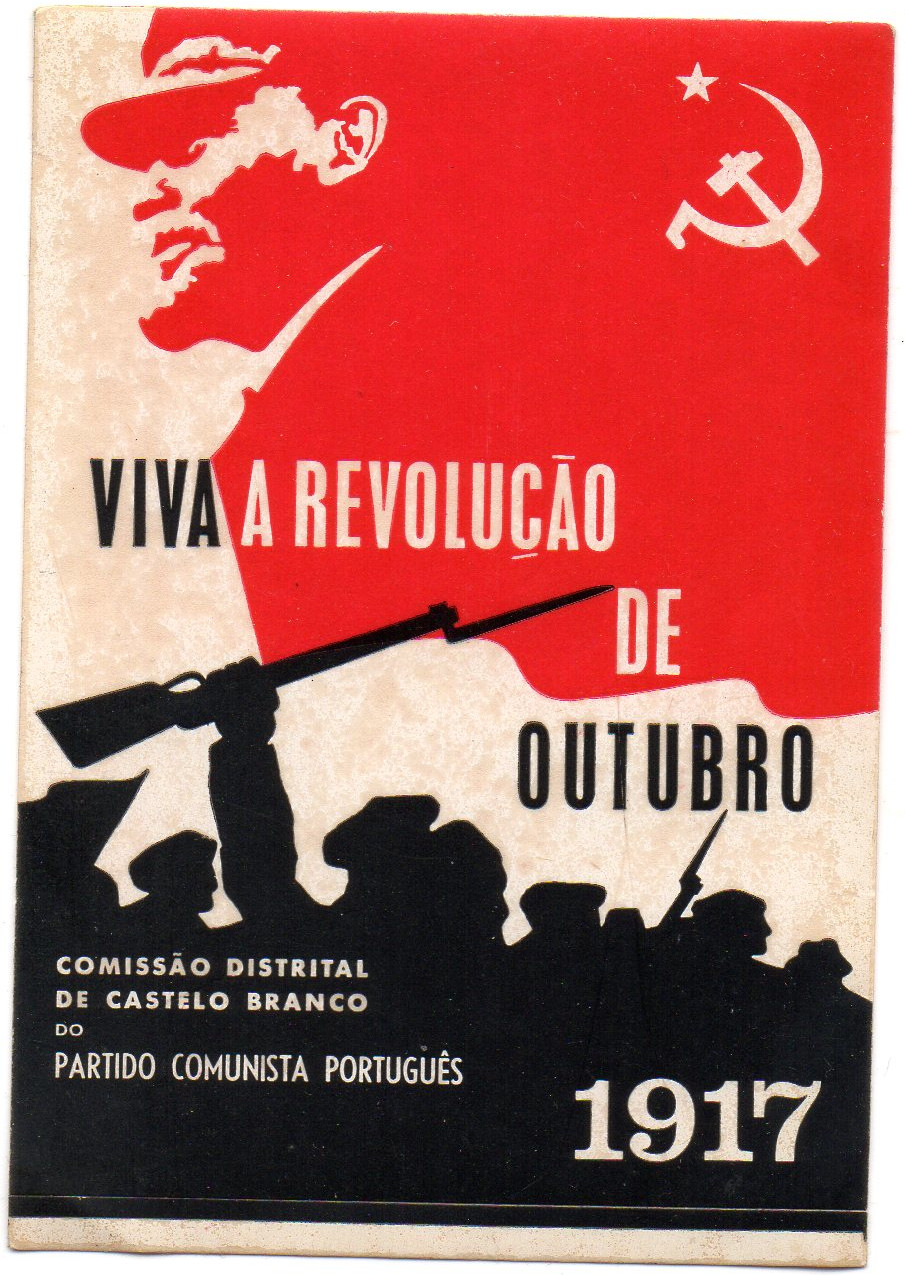 VIVA A REVOLUÇÃO
DE
OUTUBRO
COMISSÃO DISTRITAL
DE CASTELO BRANCO
DO
PARTIDO COMUNISTA PORTUGUÊS
1917